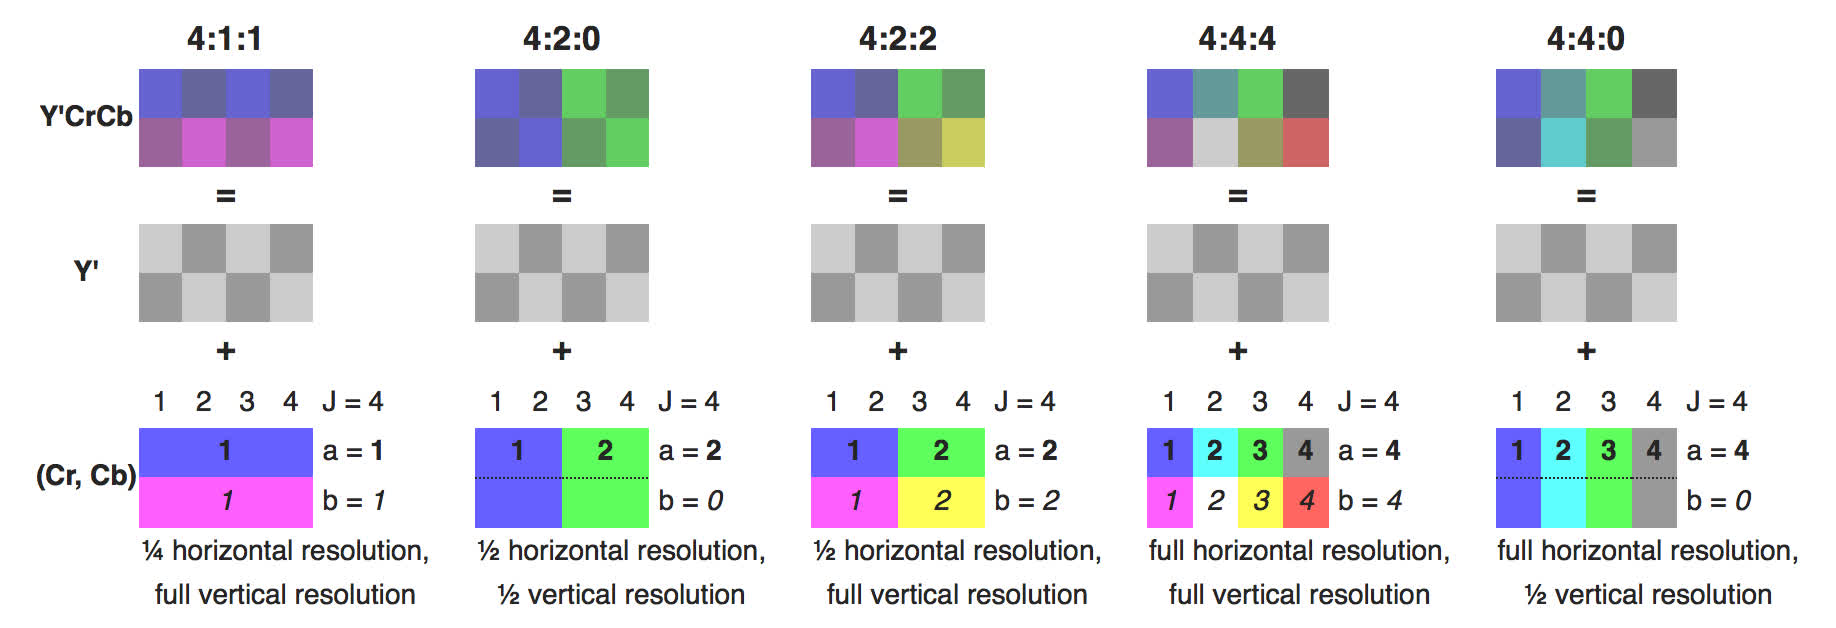 4:1:1 4:2:0 4:2:2 4:4:4 4:4:0
Y'CrCb
= = = = =
Y'
+ + + + +
1 2 3 4 J = 4 1 2 3 4 J = 4 1 2 3 4 J = 4 1 2 3 4 J = 4 1 2 3 4 J = 4
1 a = 1 1 2 a = 2 1 2 a = 2 1 2 3 4 a = 4 1 2 3 4 a = 4
(Cr, Cb)
1 b = 1 b = 0 1 2 b = 2 1 2 3 4 b = 4 b = 0
¼ horizontal resolution, ½ horizontal resolution, ½ horizontal resolution, full horizontal resolution, full horizontal resolution,
full vertical resolution ½ vertical resolution full vertical resolution full vertical resolution ½ vertical resolution